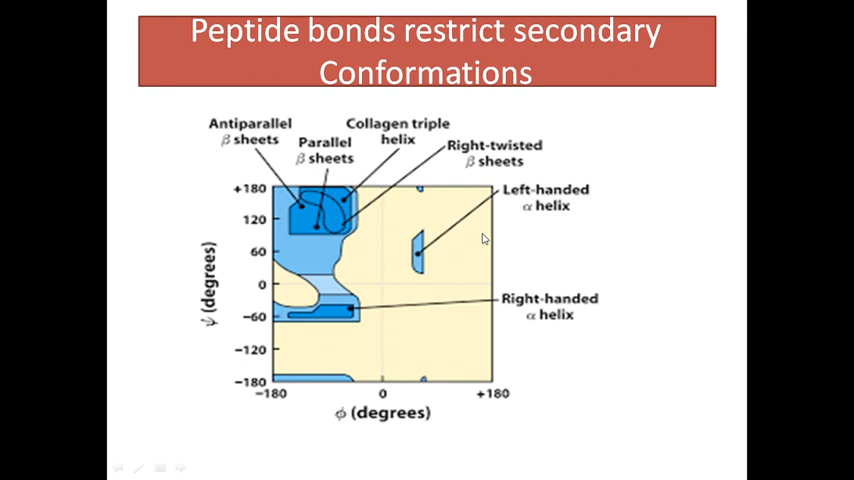 Peptide bonds restrict secondary
Conformations
Antiparallel
β sheets
Parallel
β sheets
Collagen triple
helix
Right-twisted
β sheets
Left-handed
α helix
Right-handed
α helix
+180
120
60
0
−60
−120
−180
ψ (degrees)
−180
0
+180
ϕ (degrees)